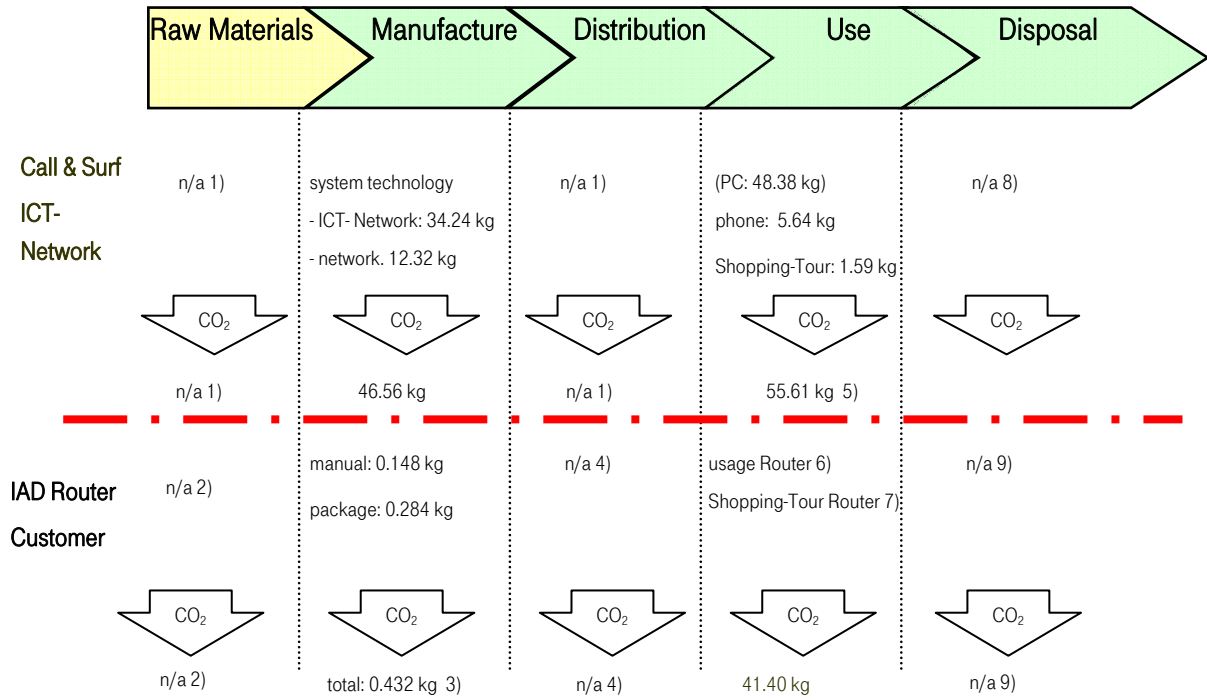 Raw Materials Manufacture Distribution Use Disposal
Call & Surf
ICT-
Network
n/a 1)
system technology
- ICT- Network: 34.24 kg
- network. 12.32 kg
n/a 1)
(PC: 48.38 kg)
phone: 5.64 kg
Shopping-Tour: 1.59 kg
n/a 8)
CO₂ CO₂ CO₂ CO₂ CO₂
n/a 1) 46.56 kg n/a 1) 55.61 kg 5)
IAD Router
Customer
n/a 2)
manual: 0.148 kg
package: 0.284 kg
n/a 4)
usage Router 6)
Shopping-Tour Router 7)
n/a 9)
CO₂ CO₂ CO₂ CO₂ CO₂
n/a 2) total: 0.432 kg 3) n/a 4) 41.40 kg n/a 9)